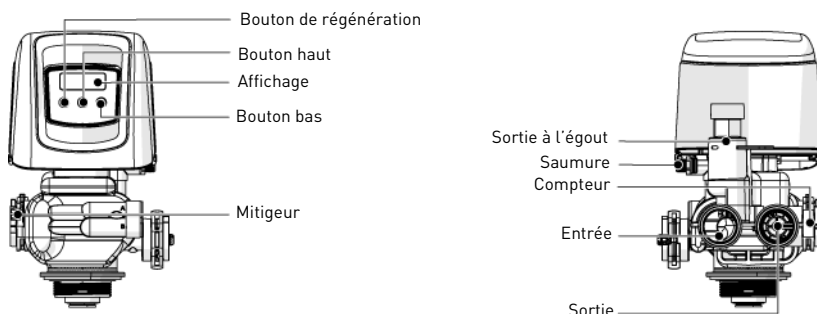 Bouton de régénération
Bouton haut
Affichage
Bouton bas
Mitigeur
Sortie à l'égout
Saumure
Compteur
Entrée
Sortie
A
B